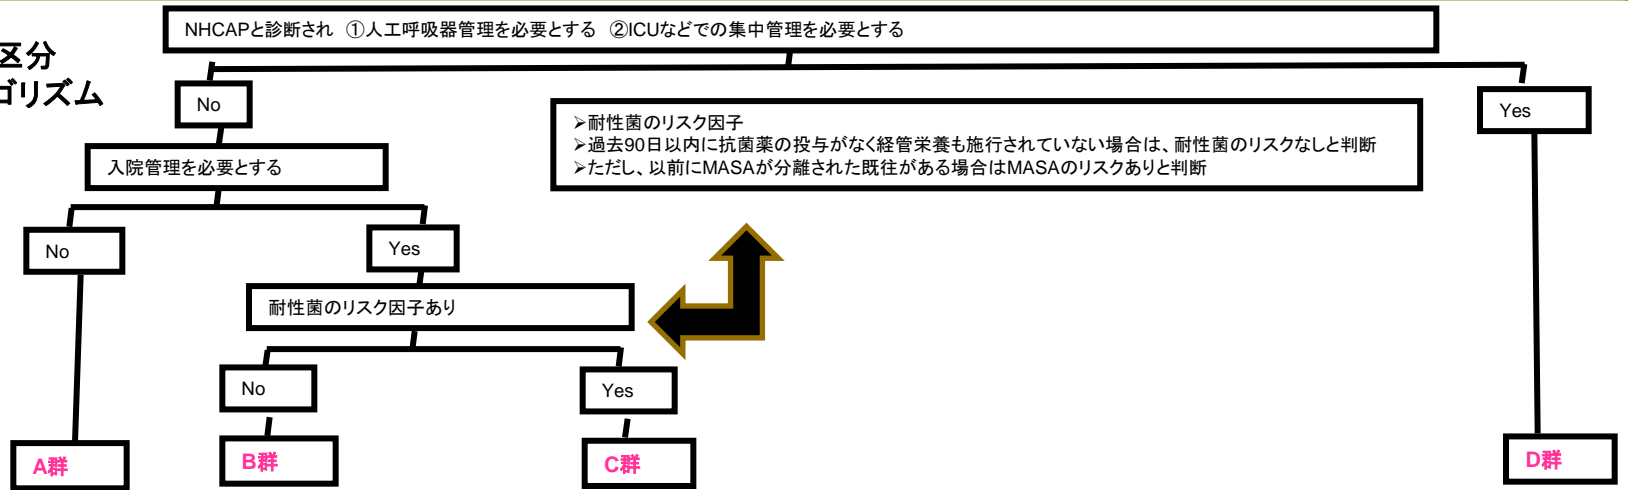 NHCAPと診断され ①人工呼吸器管理を必要とする ②ICUなどでの集中管理を必要とする
区分
ゴリズム
No
Yes
➢耐性菌のリスク因子
➢過去90日以内に抗菌薬の投与がなく経管栄養も施行されていない場合は、耐性菌のリスクなしと判断
➢ただし、以前にMASAが分離された既往がある場合はMASAのリスクありと判断
入院管理を必要とする
No
Yes
耐性菌のリスク因子あり
No
Yes
A群
B群
C群
D群